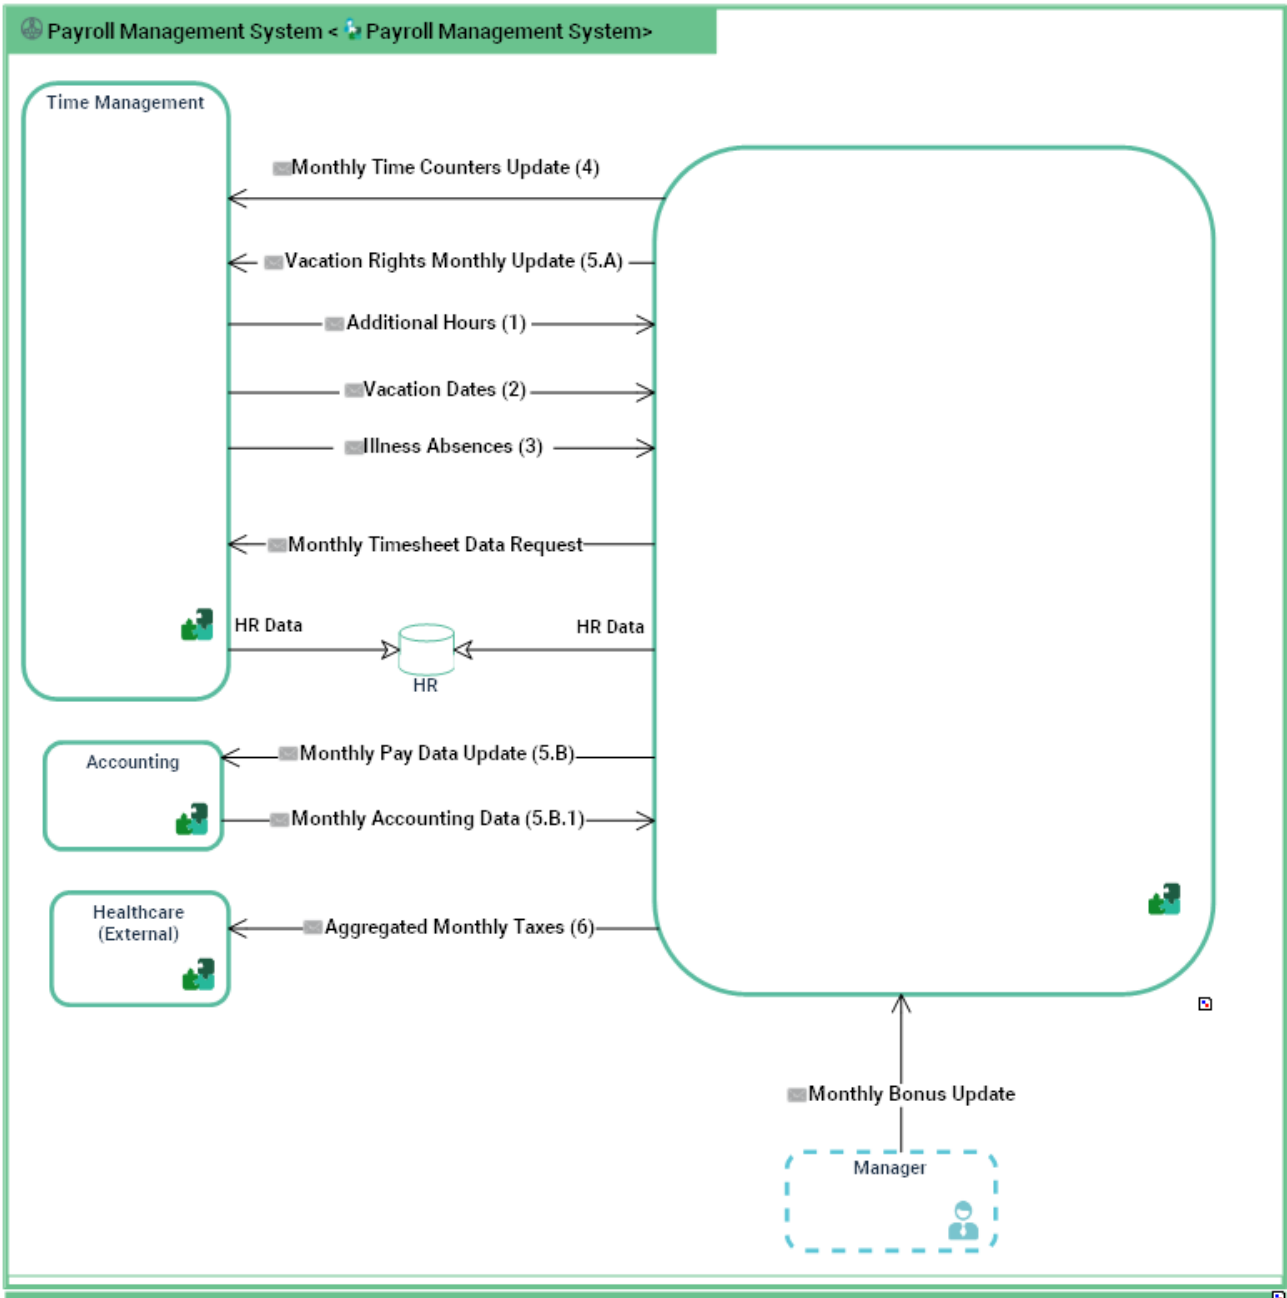 Payroll Management System < Payroll Management System>
Time Management
Monthly Time Counters Update (4)
Vacation Rights Monthly Update (5.A)
Additional Hours (1)
Vacation Dates (2)
Illness Absences (3)
Monthly Timesheet Data Request
HR Data
HR Data
HR
Accounting
Monthly Pay Data Update (5.B)
Monthly Accounting Data (5.B.1)
Healthcare
(External)
Aggregated Monthly Taxes (6)
Monthly Bonus Update
Manager